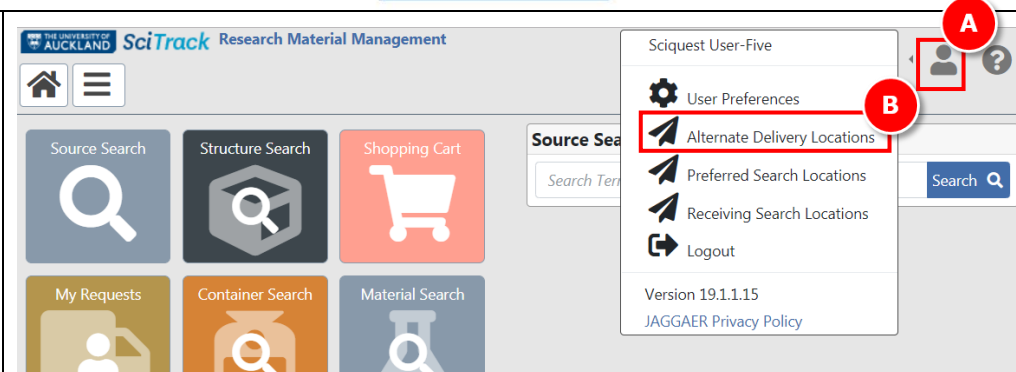 THE UNIVERSITY OF
AUCKLAND
SciTrack Research Material Management
A
?
Sciquest User-Five
User Preferences
B
Alternate Delivery Locations
Preferred Search Locations
Receiving Search Locations
Logout
Version 19.1.1.15
JAGGAER Privacy Policy
Source Search
Structure Search
Shopping Cart
Source Sea
Search Ter
Search
My Requests
Container Search
Material Search